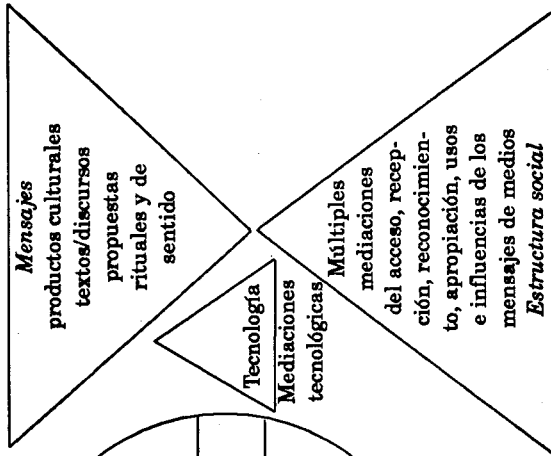 Mensajes
productos culturales
textos/discursos
propuestas
rituales y de
sentido
Tecnología
Mediaciones
tecnológicas
Múltiples
mediaciones
del acceso, recep-
ción, reconocimien-
to, apropiación, usos
e influencias de los
mensajes de medios
Estructura social